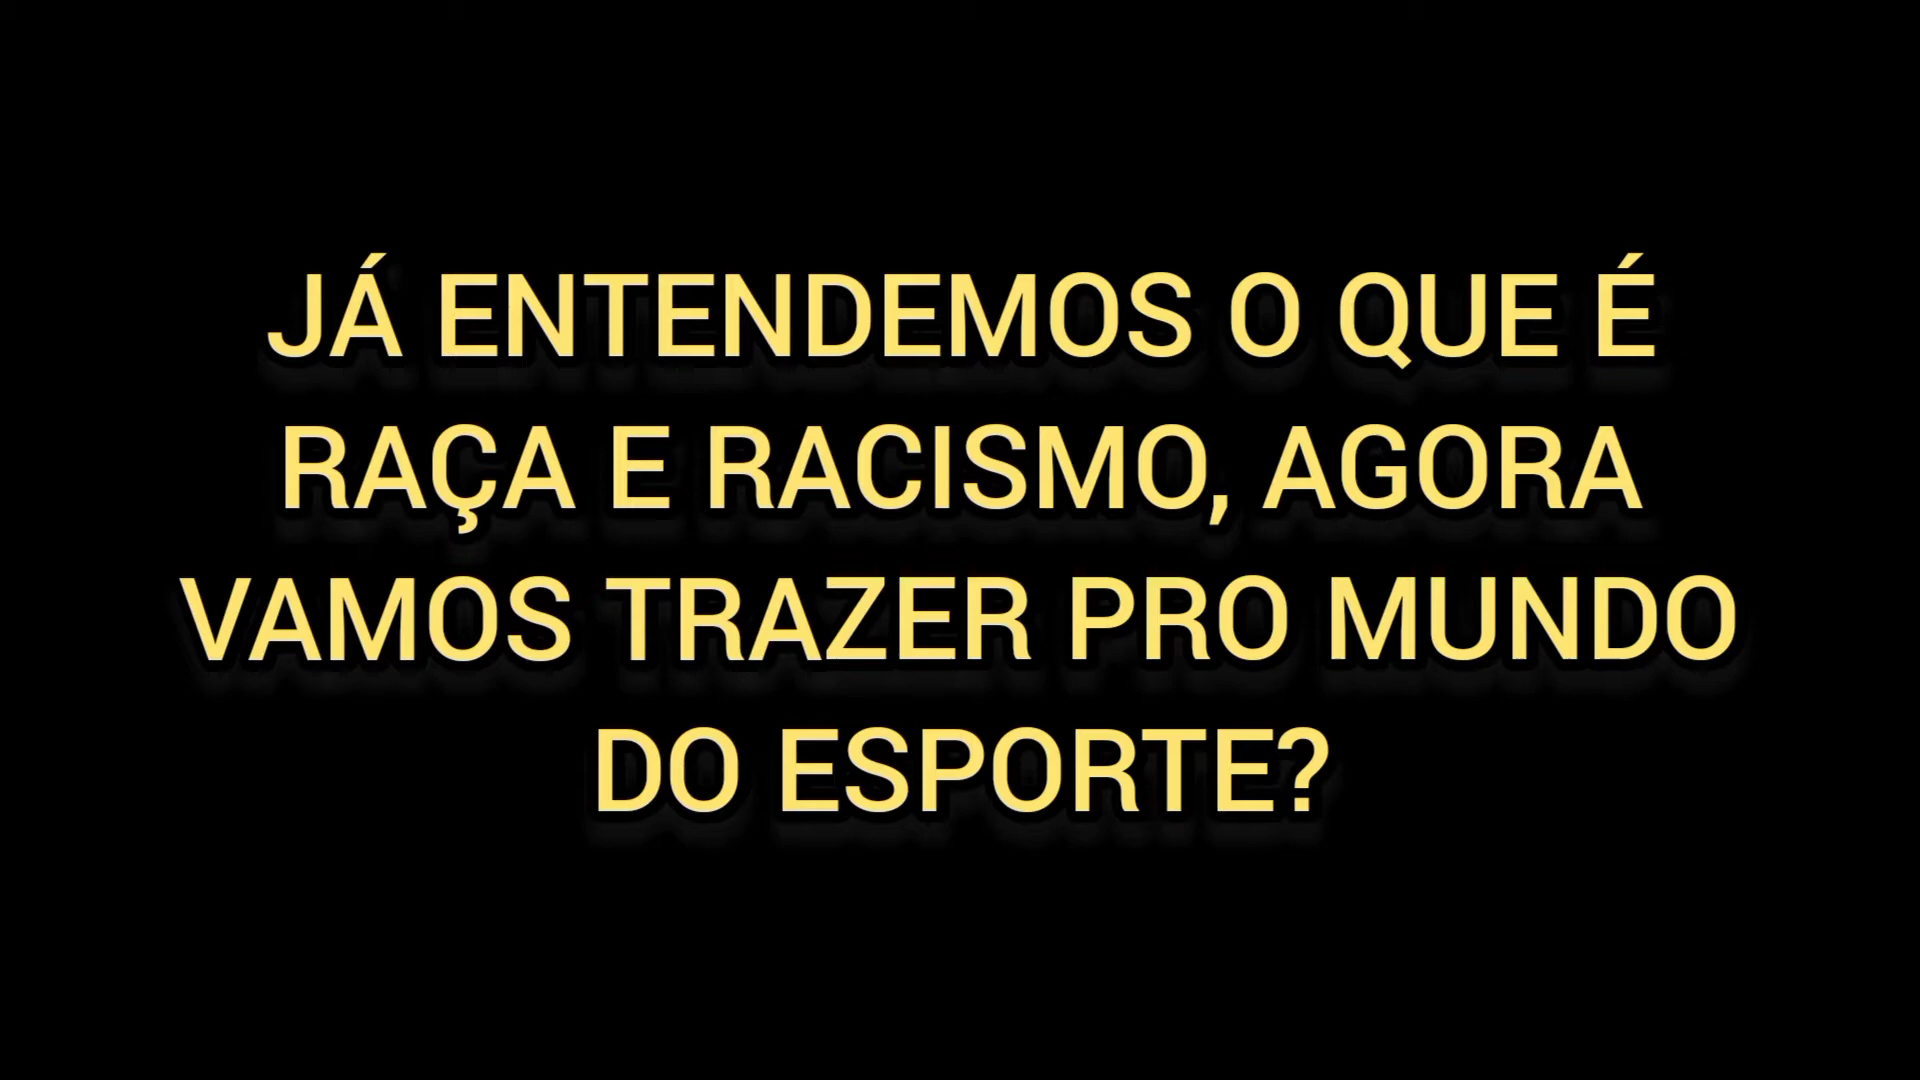 JÁ ENTENDEMOS O QUE É
RAÇA E RACISMO, AGORA
VAMOS TRAZER PRO MUNDO
DO ESPORTE?